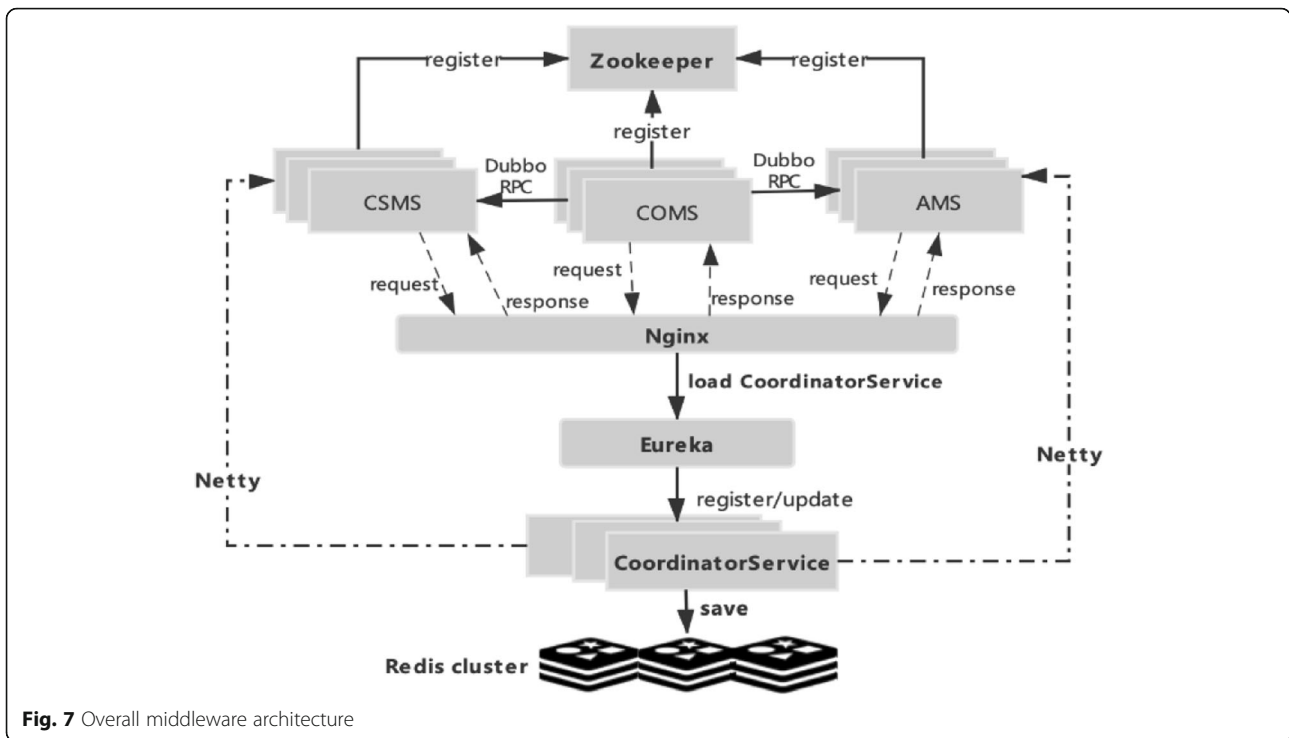 Zookeeper
register
register
register
Dubbo
RPC
Dubbo
RPC
CSMS
COMS
AMS
request
response
request
response
request
response
Nginx
load CoordinatorService
Eureka
Netty
Netty
register/update
CoordinatorService
save
Redis cluster
Fig. 7 Overall middleware architecture